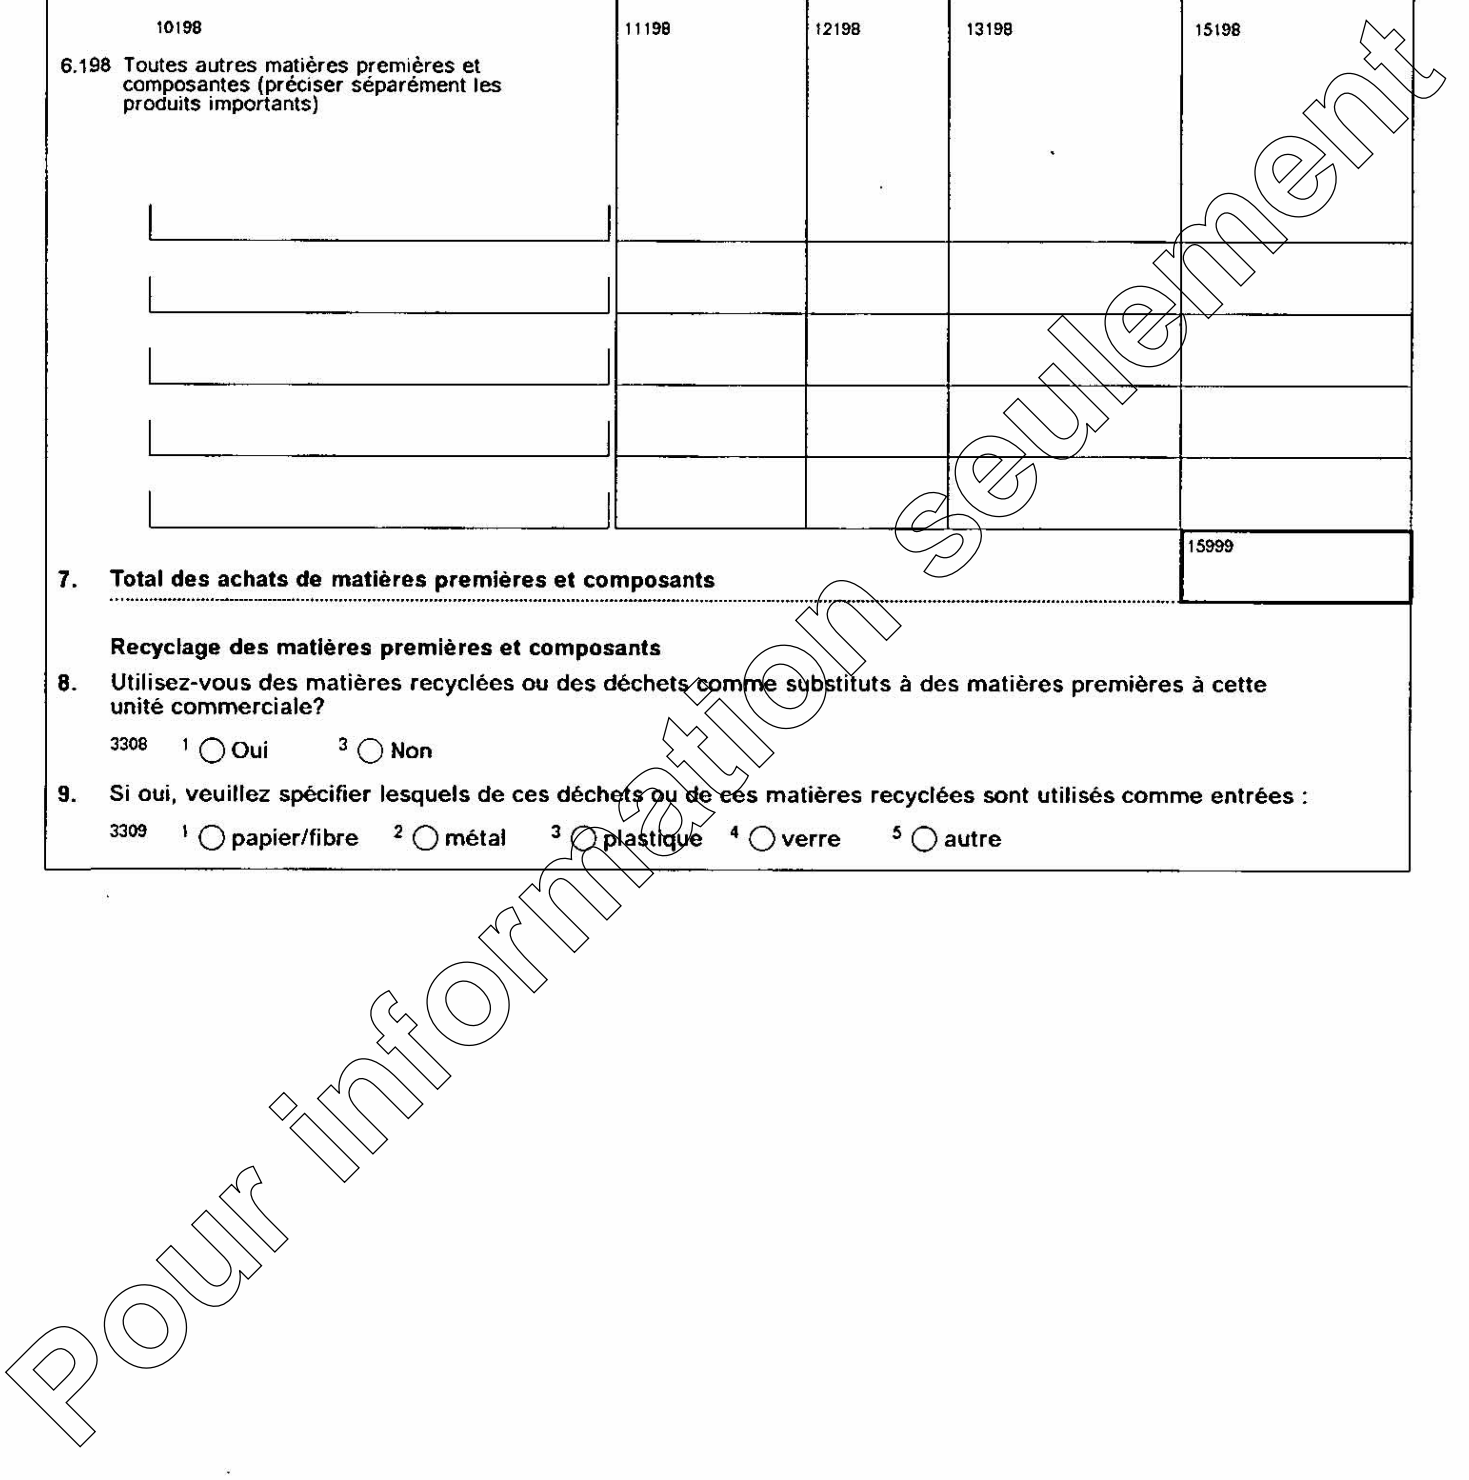 10198 11198 12198 13198 15198
6.198 Toutes autres matières premières et
composantes (préciser séparément les
produits importants)
15999
7. Total des achats de matières premières et composants
Recyclage des matières premières et composants
8. Utilisez-vous des matières recyclées ou des déchets comme substituts à des matières premières à cette
unité commerciale?
3308 1 Oui 3 Non
9. Si oui, veuillez spécifier lesquels de ces déchets ou de ces matières recyclées sont utilisés comme entrées :
3309 1 papier/fibre 2 métal 3 plastique 4 verre 5 autre
Pour information seulement